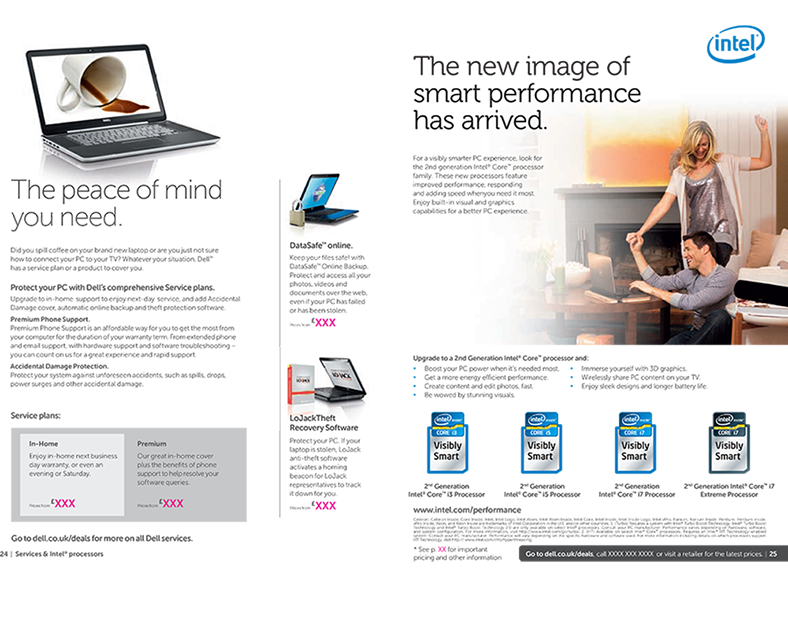 The peace of mind
you need.
Did you spill coffee on your brand new laptop or are you just not sure
how to connect your PC to your TV? Whatever your situation, Dell™
has a service plan or a product to cover you.
Protect your PC with Dell's comprehensive Service plans.
Upgrade to in-home support to enjoy next-day service, and add Accidental
Damage cover, automatic online backup and theft protection software.
Premium Phone Support.
Premium Phone Support is an affordable way for you to get the most from
your computer for the duration of your warranty term. From extended phone
and email support, with hardware support and software troubleshooting –
you can count on us for a great experience and rapid support.
Accidental Damage Protection.
Protect your system against unforeseen accidents, such as spills, drops,
power surges and other accidental damage.
Service plans:
In-Home
Enjoy in-home next business
day warranty, or even an
evening or Saturday.
Prices from £XXX
Premium
Our great in-home cover
plus the benefits of phone
support to help resolve your
software queries.
Prices from £XXX
Go to dell.co.uk/deals for more on all Dell services.
24 | Services & Intel® processors
DataSafe™ online.
Keep your files safe! with
DataSafe™ Online Backup.
Protect and access all your
photos, videos and
documents over the web,
even if your PC has failed
or has been stolen.
Prices from £XXX
LoJackTheft
Recovery Software
Protect your PC. If your
laptop is stolen, LoJack
anti-theft software
activates a homing
beacon for LoJack
representatives to track
it down for you.
Prices from £XXX
intel®
The new image of
smart performance
has arrived.
For a visibly smarter PC experience, look for
the 2nd generation Intel® Core™ processor
family. These new processors feature
improved performance, responding
and adding speed when you need it most.
Enjoy built-in visual and graphics
capabilities for a better PC experience.
Upgrade to a 2nd Generation Intel® Core™ processor and:
• Boost your PC power when it's needed most.
• Get a more energy efficient performance.
• Create content and edit photos, fast.
• Be wowed by stunning visuals.
• Immerse yourself with 3D graphics.
• Wirelessly share PC content on your TV.
• Enjoy sleek designs and longer battery life.
intel inside™
CORE i3
Visibly
Smart
2nd Generation
Intel® Core™ i3 Processor
intel inside™
CORE i5
Visibly
Smart
2nd Generation
Intel® Core™ i5 Processor
intel inside™
CORE i7
Visibly
Smart
2nd Generation
Intel® Core™ i7 Processor
intel inside™
CORE i7
Visibly
Smart
2nd Generation Intel® Core™ i7
Extreme Processor
www.intel.com/performance
* See p. XX for important
pricing and other information
Go to dell.co.uk/deals, call XXXX XXX XXXX or visit a retailer for the latest prices. | 25